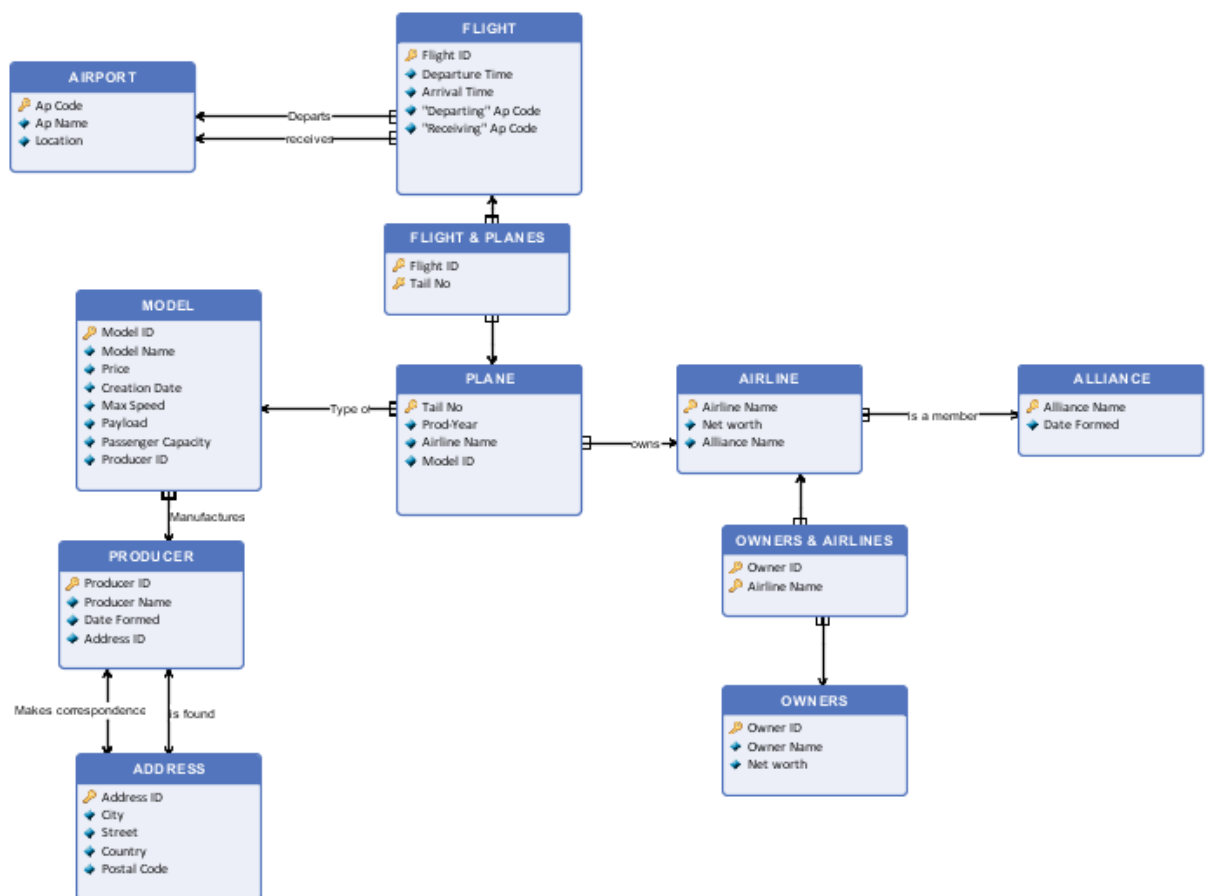 FLIGHT
Flight ID
Departure Time
Arrival Time
"Departing" Ap Code
"Receiving" Ap Code
AIRPORT
Ap Code
Ap Name
Location
Departs
receives
FLIGHT & PLANES
Flight ID
Tail No
MODEL
Model ID
Model Name
Price
Creation Date
Max Speed
Payload
Passenger Capacity
Producer ID
Type of
PLANE
Tail No
Prod-Year
Airline Name
Model ID
owns
AIRLINE
Airline Name
Net worth
Alliance Name
Is a member
ALLIANCE
Alliance Name
Date Formed
Manufactures
PRODUCER
Producer ID
Producer Name
Date Formed
Address ID
OWNERS & AIRLINES
Owner ID
Airline Name
Makes correspondence
is found
OWNERS
Owner ID
Owner Name
Net worth
ADDRESS
Address ID
City
Street
Country
Postal Code